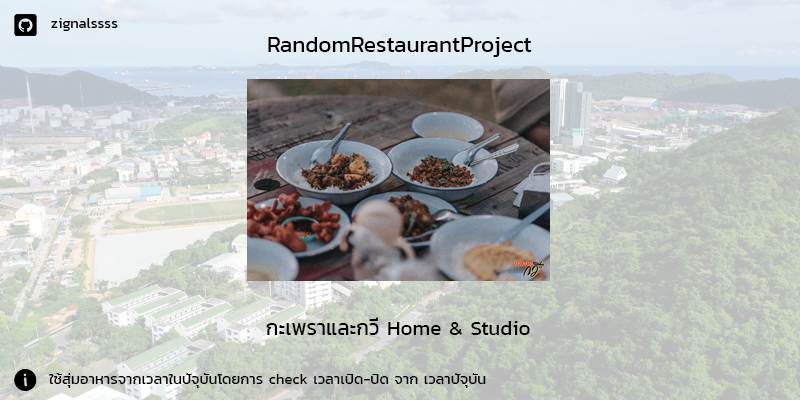 zignalssss
RandomRestaurantProject
กะเพราและกวี Home & Studio
ใช้สุ่มอาหารจากเวลาในปัจุบันโดยการ check เวลาเปิด-ปิด จาก เวลาปัจุบัน